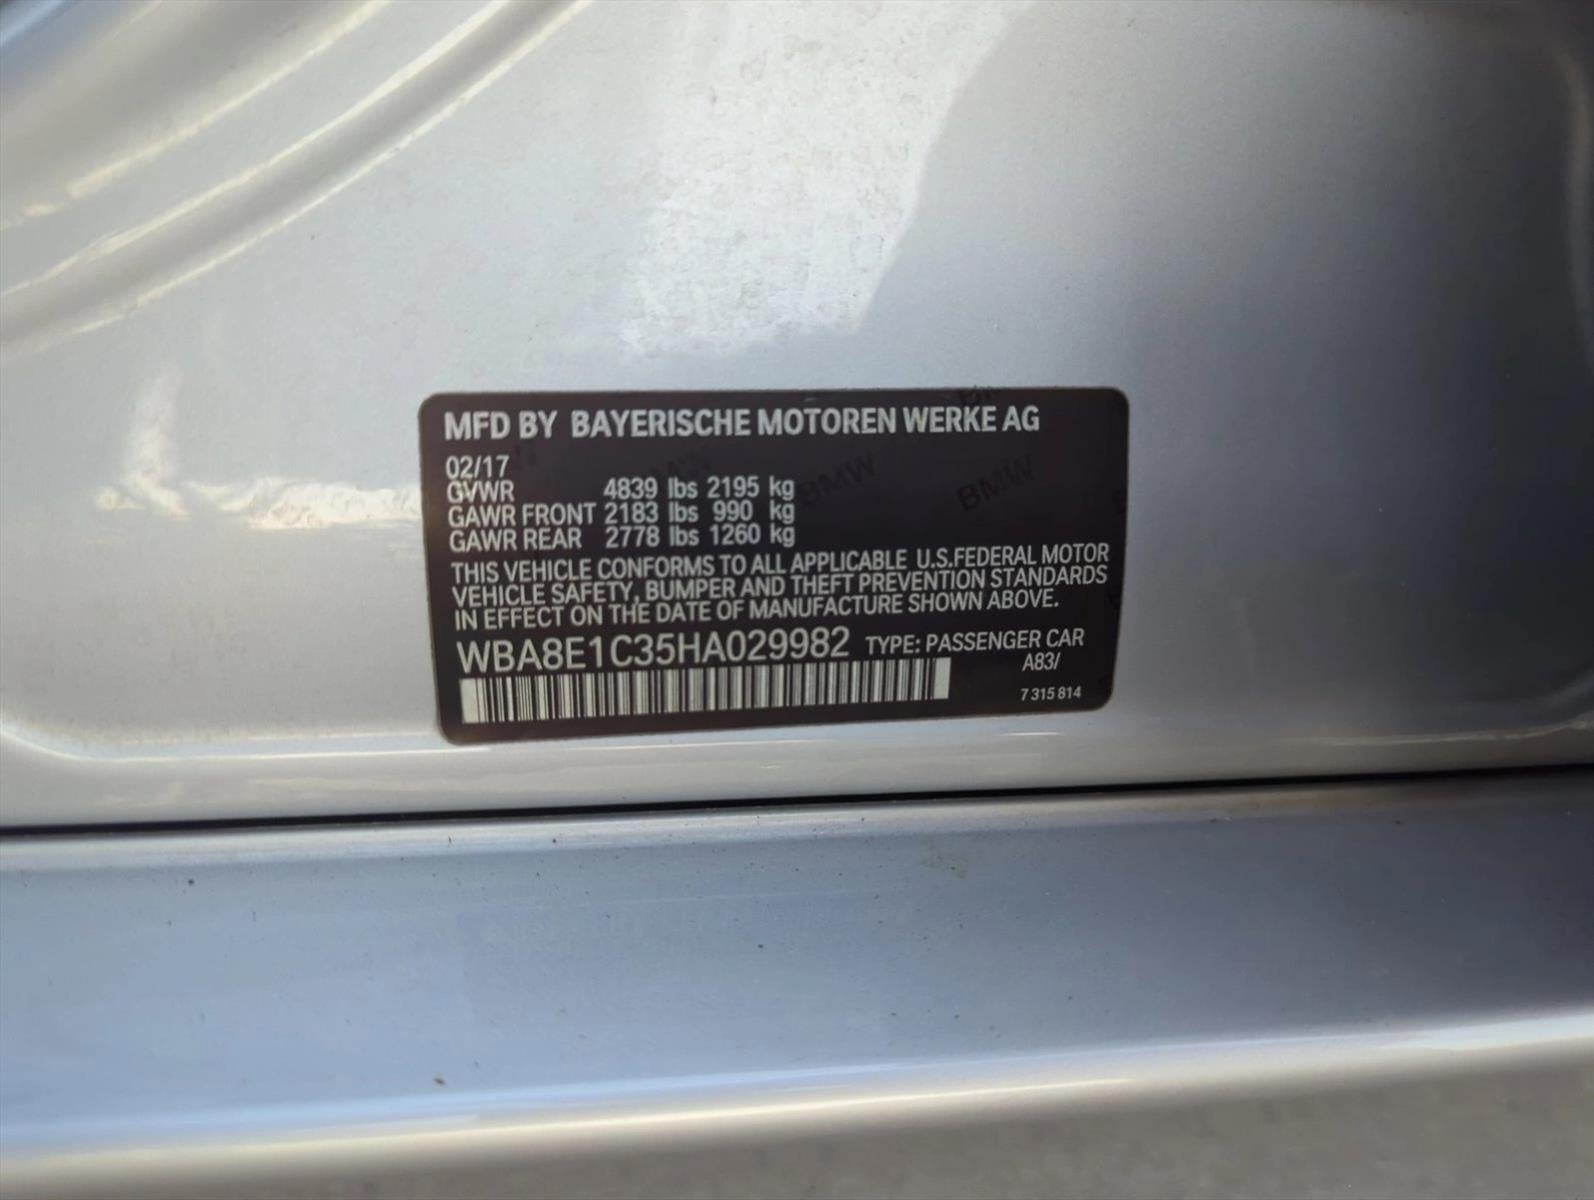 MFD BY BAYERISCHE MOTOREN WERKE AG
02/17
GVWR 4839 lbs 2195 kg
GAWR FRONT 2183 lbs 990 kg
GAWR REAR 2778 lbs 1260 kg
THIS VEHICLE CONFORMS TO ALL APPLICABLE U.S.FEDERAL MOTOR
VEHICLE SAFETY, BUMPER AND THEFT PREVENTION STANDARDS
IN EFFECT ON THE DATE OF MANUFACTURE SHOWN ABOVE.
WBA8E1C35HA029982 TYPE: PASSENGER CAR
A83/
7 315 814
BMW
BMW